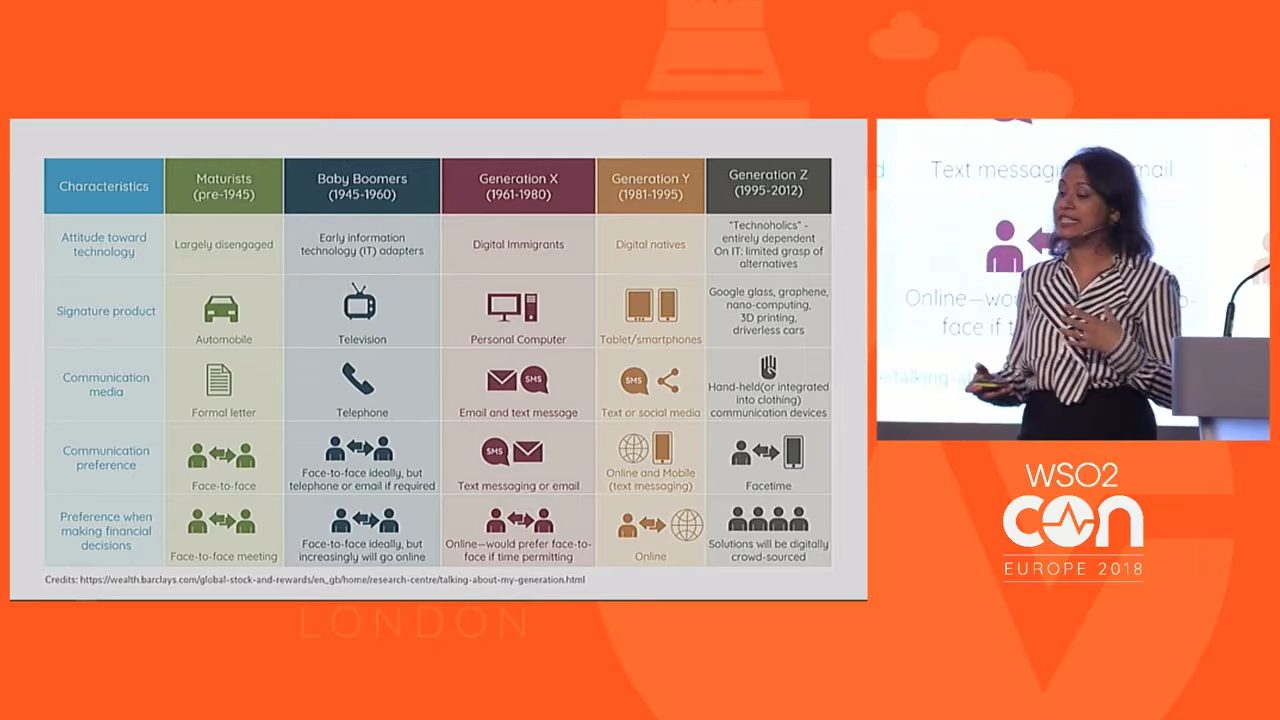 Characteristics
Maturists
(pre-1945)
Baby Boomers
(1945-1960)
Generation X
(1961-1980)
Generation Y
(1981-1995)
Generation Z
(1995-2012)
Attitude toward
technology
Largely disengaged
Early information
technology (IT) adapters
Digital Immigrants
Digital natives
"Technoholics" -
entirely dependent
On IT: limited grasp of
alternatives
Signature product
Automobile
Television
Personal Computer
Tablet/smartphones
Google glass, graphene,
nano-computing,
3D printing,
driverless cars
Communication
media
Formal letter
Telephone
SMS
Email and text message
SMS
Text or social media
Hand-held(or integrated
into clothing)
communication devices
Communication
preference
Face-to-face
Face-to-face ideally, but
telephone or email if required
SMS
Text messaging or email
Online and Mobile
(text messaging)
Facetime
Preference when
making financial
decisions
Face-to-face meeting
Face-to-face ideally, but
increasingly will go online
Online—would prefer face-to-
face if time permitting
Online
Solutions will be digitally
crowd-sourced
Credits: https://wealth.barclays.com/global-stock-and-rewards/en_gb/home/research-centre/talking-about-my-generation.html
Text messaging email
Online—wou
face if
WSO2
CON
EUROPE 2018
LONDON